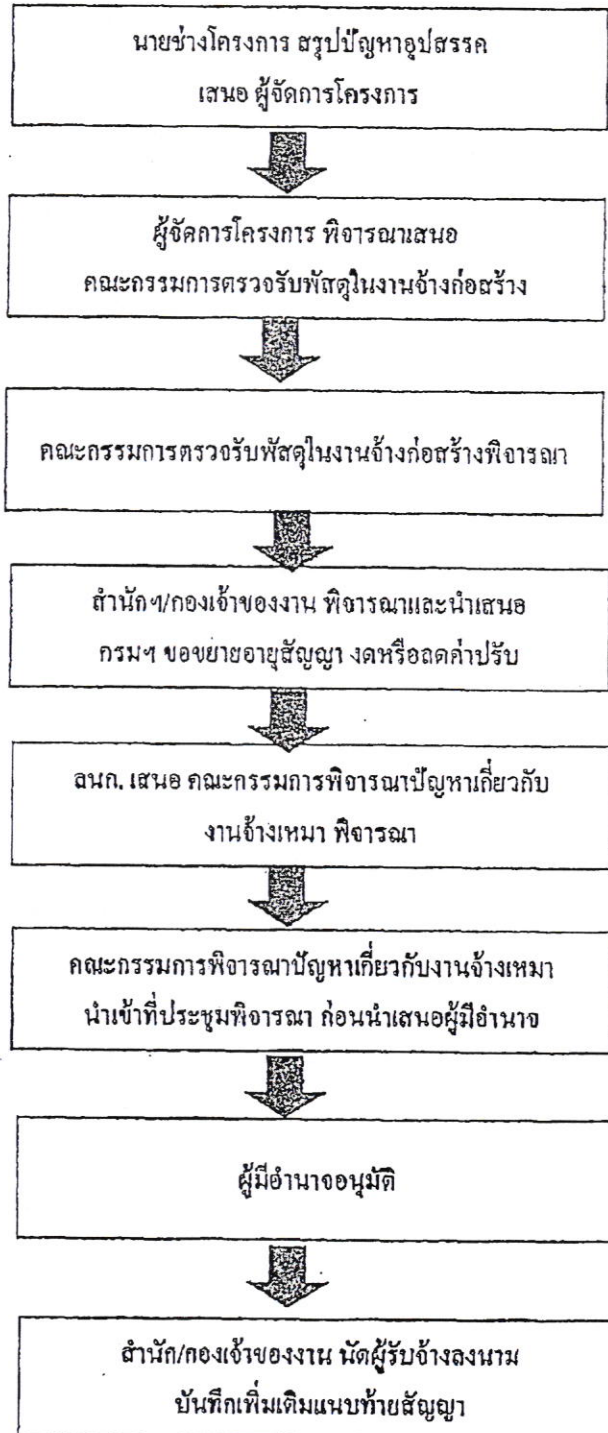 นายช่างโครงการ สรุปปัญหาอุปสรรค
เสนอ ผู้จัดการโครงการ
ผู้จัดการโครงการ พิจารณาเสนอ
คณะกรรมการตรวจรับพัสดุในงานจ้างก่อสร้าง
คณะกรรมการตรวจรับพัสดุในงานจ้างก่อสร้างพิจารณา
สำนักฯ/กองเจ้าของงาน พิจารณาและนำเสนอ
กรมฯ ขอขยายอายุสัญญา งดหรือลดค่าปรับ
ลนก. เสนอ คณะกรรมการพิจารณาปัญหาเกี่ยวกับ
งานจ้างเหมา พิจารณา
คณะกรรมการพิจารณาปัญหาเกี่ยวกับงานจ้างเหมา
นำเข้าที่ประชุมพิจารณา ก่อนนำเสนอผู้มีอำนาจ
ผู้มีอำนาจอนุมัติ
สำนัก/กองเจ้าของงาน นัดผู้รับจ้างลงนาม
บันทึกเพิ่มเติมแนบท้ายสัญญา